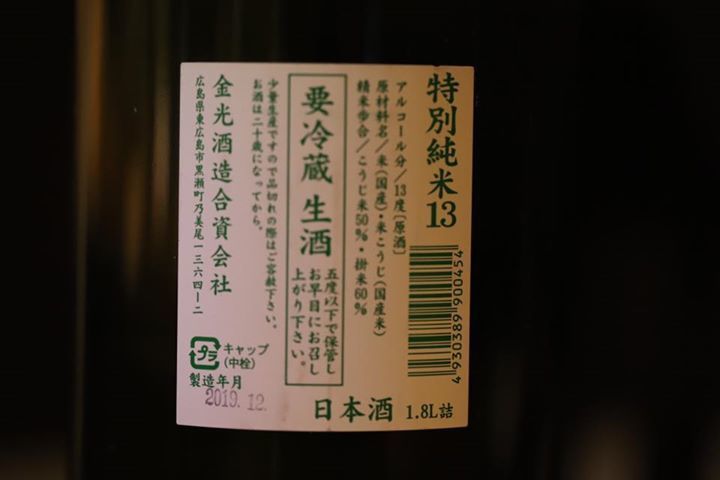 特別純米13
アルコール分/13度[原酒]
原材料名/米(国産)・米こうじ(国産米)
精米歩合/こうじ米50%・掛米60%
4 930389 900454
要冷蔵 生酒
五度以下で保管し
お早目にお召し
上がり下さい。
少量生産ですので品切れの際はご容赦下さい。
お酒は二十歳になってから。
金光酒造合資会社
広島県東広島市黒瀬町乃美尾一三六四ー二
プラ
キャップ
(中栓)
製造年月
2019. 12.
日本酒 1.8L詰